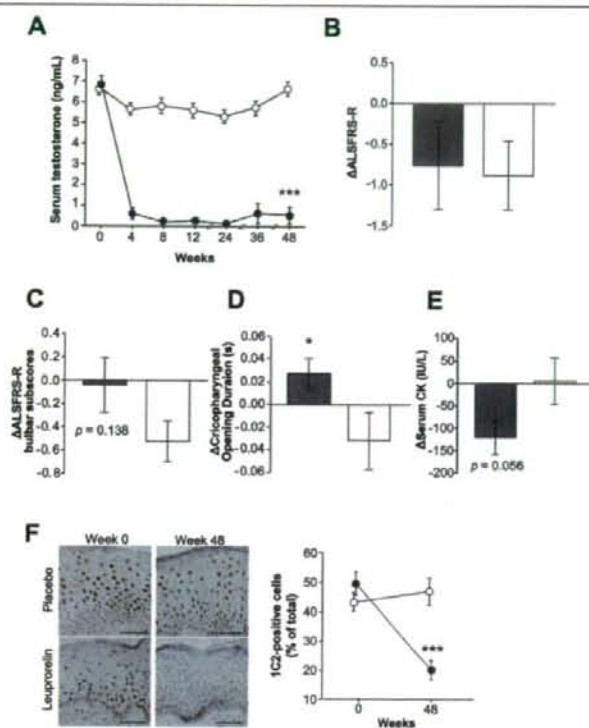 A
Serum testosterone (ng/mL)
8
7
6
5
4
3
2
1
0
0 4 8 12 24 36 48
***
Weeks
B
ΔALSFRS-R
0.0
−0.5
−1.0
−1.5
C
ΔALSFRS-R
bulbar subscores
0.4
0.2
0.0
−0.2
−0.4
−0.6
−0.8
p = 0.138
D
ΔCricopharyngeal
Opening Duraion (s)
0.06
0.04
0.02
0.00
0.02
0.04
0.06
*
E
ΔSerum CK (IU/L)
100
50
0
−50
−100
−150
−200
p = 0.056
F
Week 0 Week 48
Placebo
Leuprorelin
1C2-positive cells
(% of total)
60
50
40
30
20
10
0 48
***
Weeks